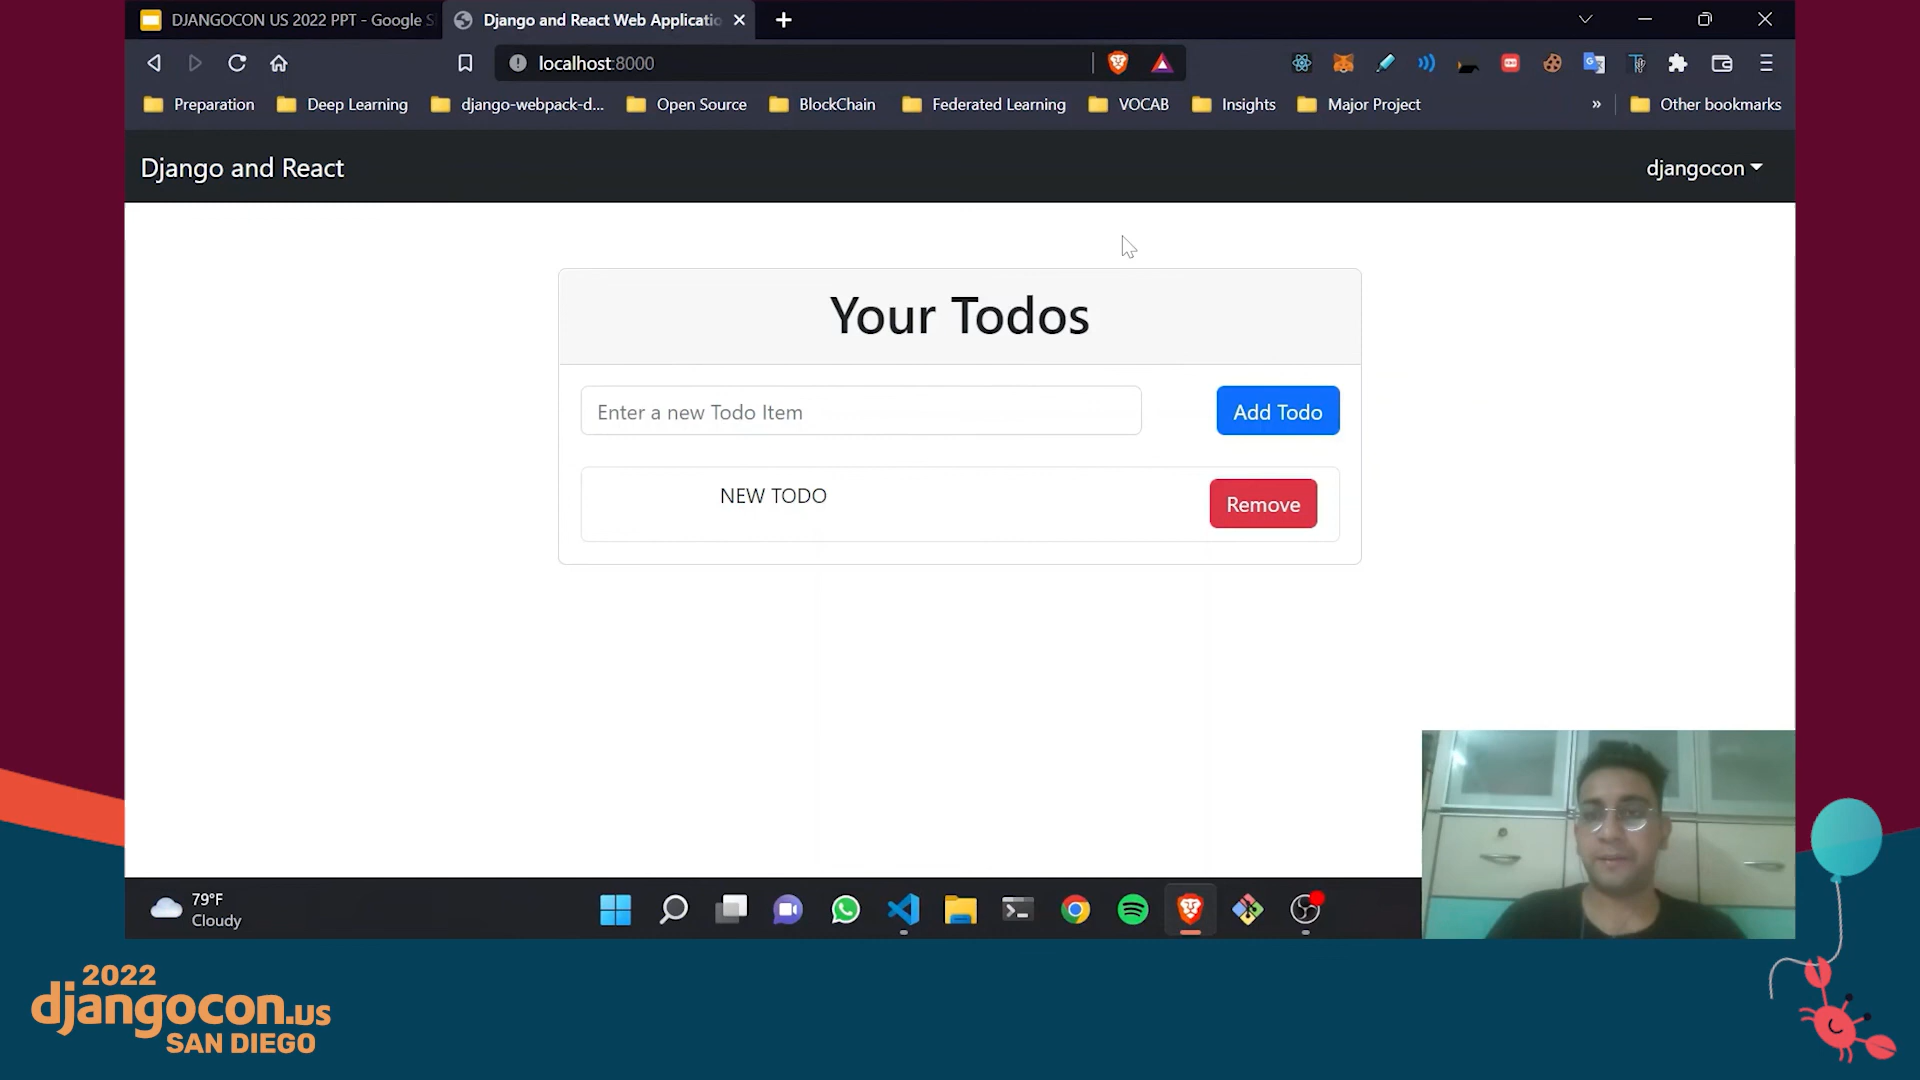 DJANGOCON US 2022 PPT - Google S
Django and React Web Applicatio
localhost:8000
Preparation
Deep Learning
django-webpack-d...
Open Source
BlockChain
Federated Learning
VOCAB
Insights
Major Project
»
Other bookmarks
Django and React
djangocon
Your Todos
Enter a new Todo Item
Add Todo
NEW TODO
Remove
79°F
Cloudy
2022
djangocon.us
SAN DIEGO